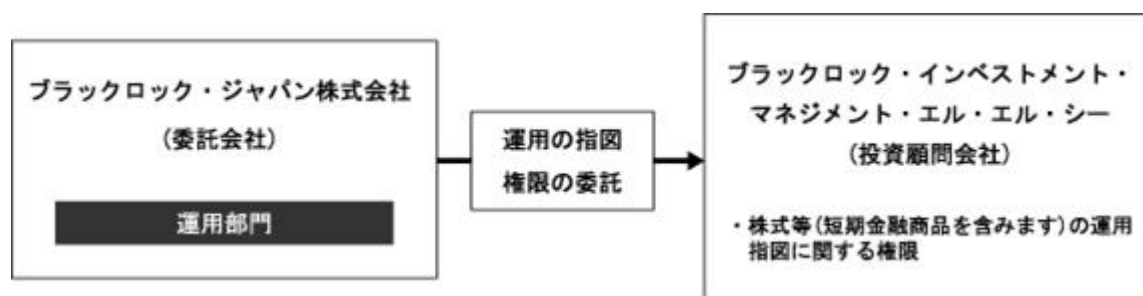 ブラックロック・ジャパン株式会社
(委託会社)
運用部門
運用の指図
権限の委託
ブラックロック・インベストメント・
マネジメント・エル・エル・シー
(投資顧問会社)
・株式等(短期金融商品を含みます)の運用
指図に関する権限